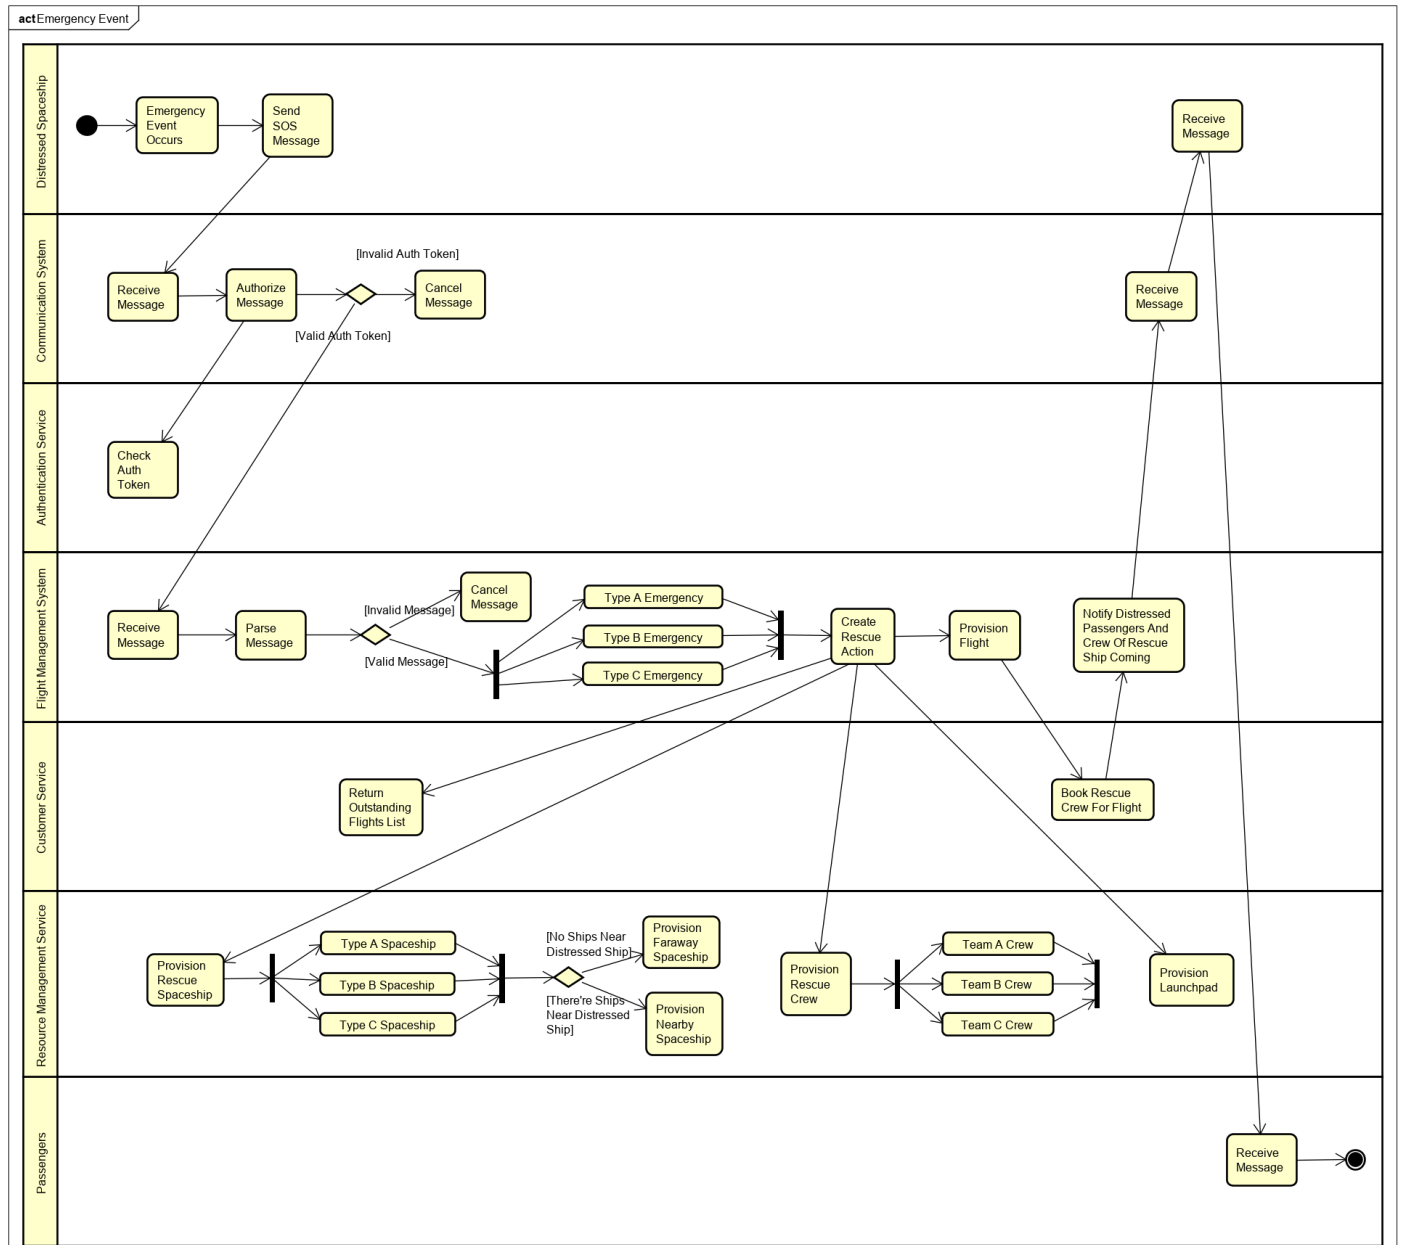 act Emergency Event
Distressed Spaceship
Emergency
Event
Occurs
Send
SOS
Message
Receive
Message
Communication System
Receive
Message
Authorize
Message
[Invalid Auth Token]
Cancel
Message
[Valid Auth Token]
Receive
Message
Authentication Service
Check
Auth
Token
Flight Management System
Receive
Message
Parse
Message
[Invalid Message]
Cancel
Message
[Valid Message]
Type A Emergency
Type B Emergency
Type C Emergency
Create
Rescue
Action
Provision
Flight
Notify Distressed
Passengers And
Crew Of Rescue
Ship Coming
Customer Service
Return
Outstanding
Flights List
Book Rescue
Crew For Flight
Resource Management Service
Provision
Rescue
Spaceship
Type A Spaceship
Type B Spaceship
Type C Spaceship
[No Ships Near
Distressed Ship]
[There're Ships
Near Distressed
Ship]
Provision
Faraway
Spaceship
Provision
Nearby
Spaceship
Provision
Rescue
Crew
Team A Crew
Team B Crew
Team C Crew
Provision
Launchpad
Passengers
Receive
Message